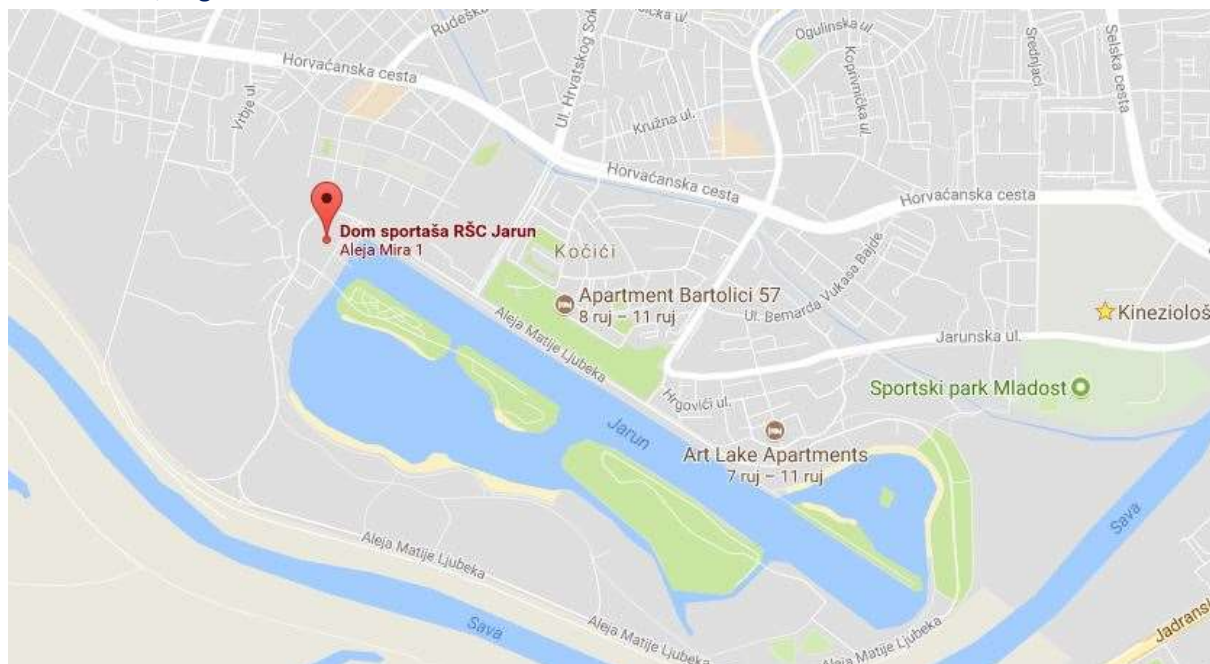 Horvaćanska cesta
Ul. Hrvatskog Sok
Ogulinska ul.
Koprivnička ul.
Srednjaci
Selska cesta
Vrbje ul.
Kružna ul.
Horvaćanska cesta
Horvaćanska cesta
Dom sportaša RŠC Jarun
Aleja Mira 1
Kočići
Apartment Bartolici 57
8 ruj – 11 ruj
Ul. Bernarda Vukasa Bajde
Kineziološ
Aleja Matije Ljubeka
Jarunska ul.
Sportski park Mladost
Hrgovići ul.
Jarun
Art Lake Apartments
7 ruj – 11 ruj
Sava
Aleja Matije Ljubeka
Sava
Aleja Matije Ljubeka
Aleja Matije Ljubeka
Jadransk